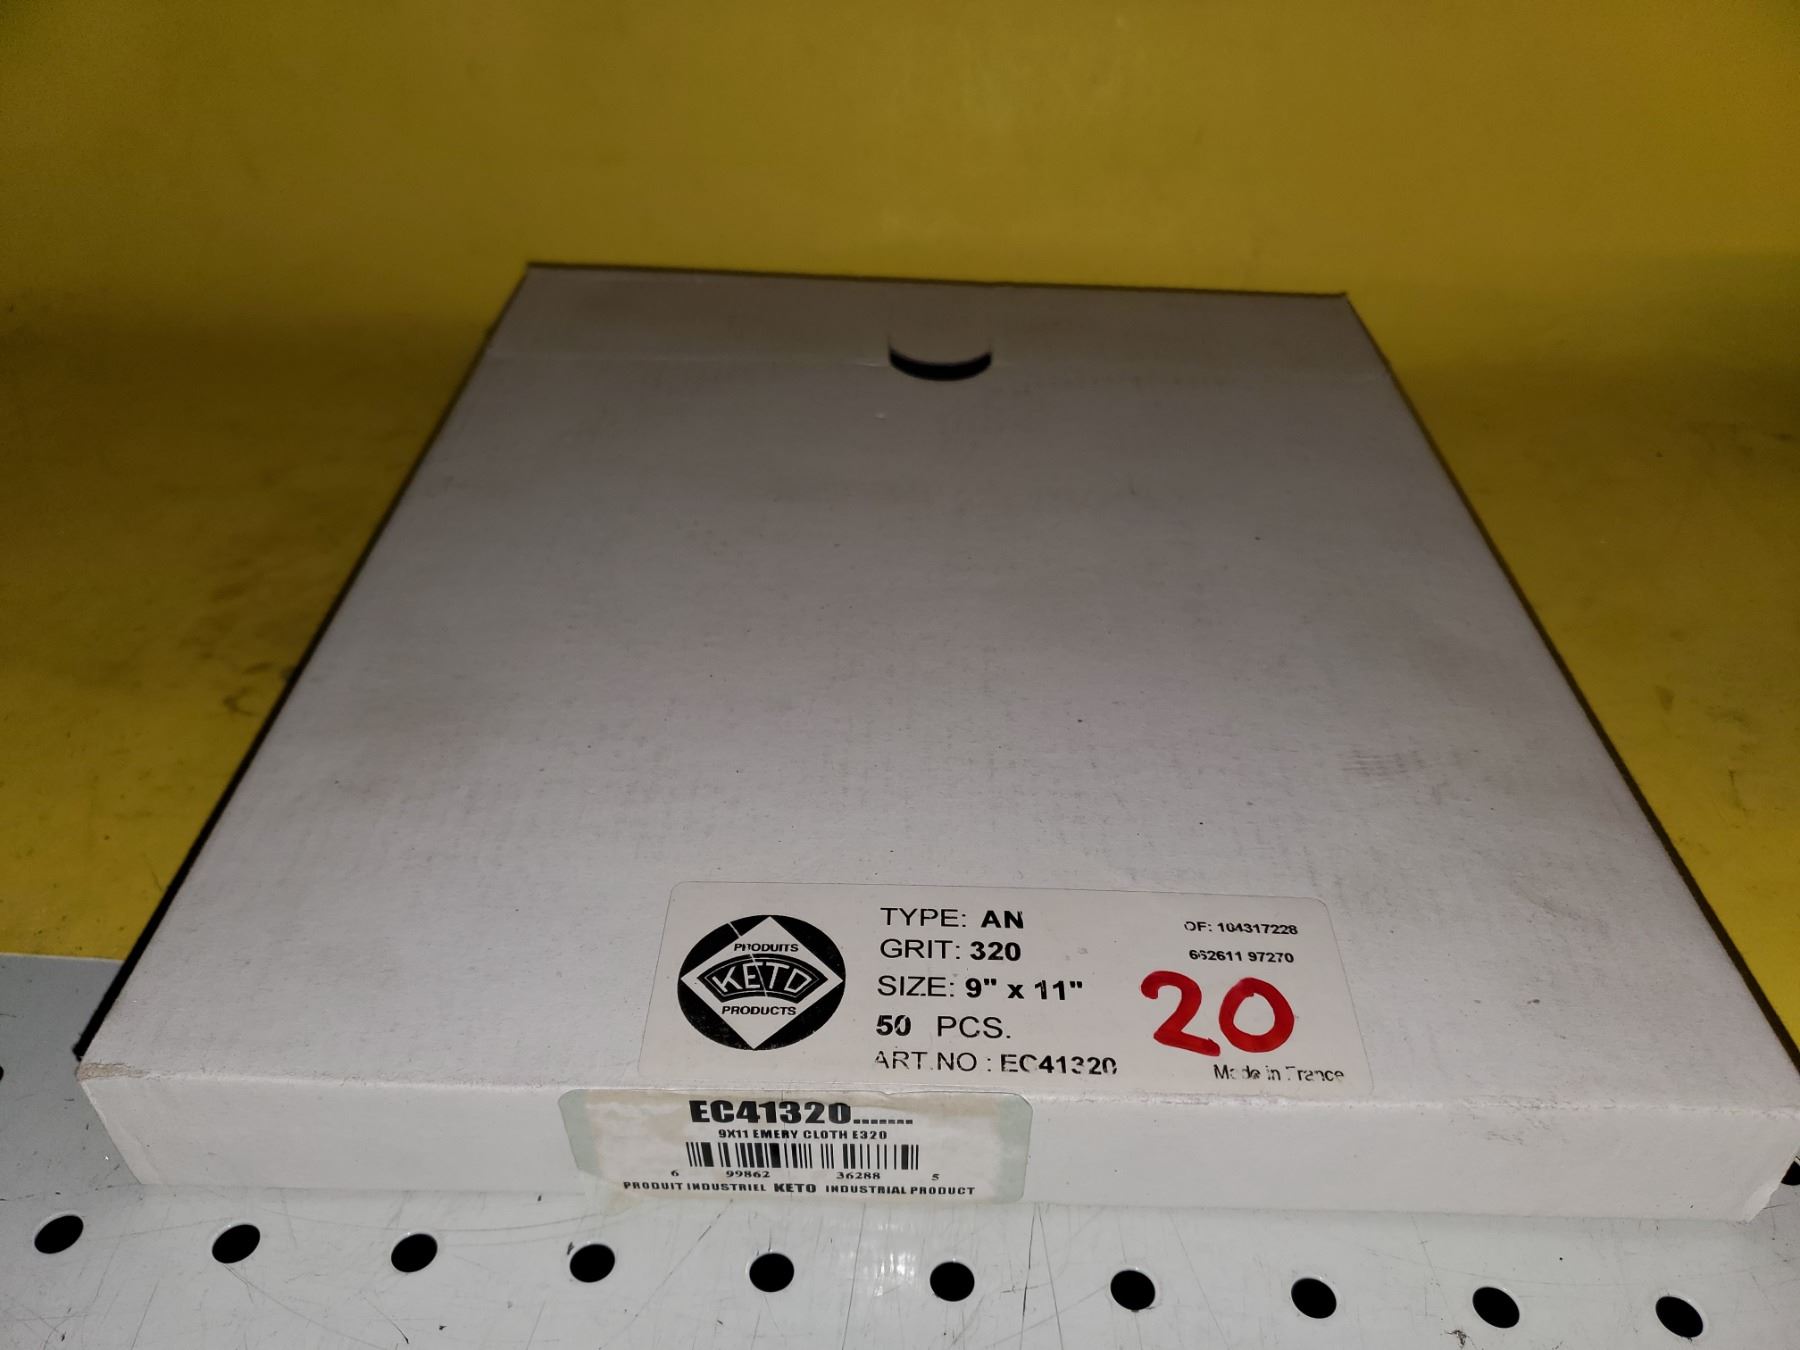 PRODUITS
KETO
PRODUCTS
TYPE: AN
GRIT: 320
SIZE: 9" x 11"
50 PCS.
ART.NO : EC41320
OF: 104317228
662611 97270
20
Made in France
EC41320.......
9X11 EMERY CLOTH E320
6 99862 36288 5
PRODUIT INDUSTRIEL KETO INDUSTRIAL PRODUCT